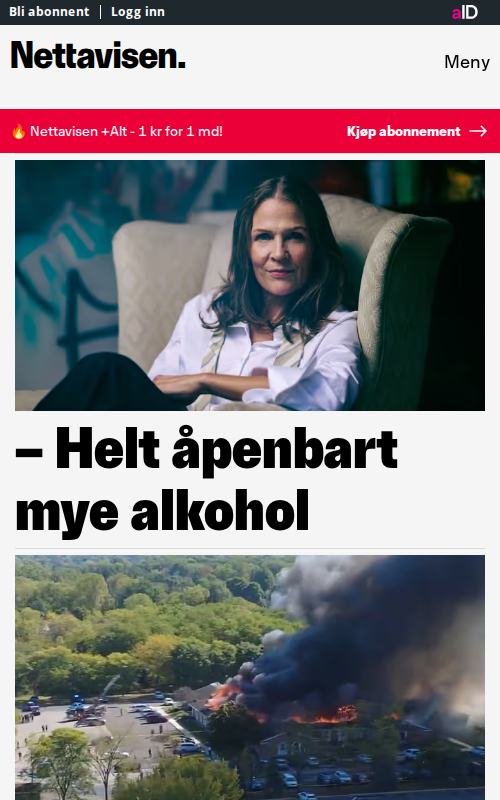 Bli abonnent | Logg inn
aID
Nettavisen.
Meny
🔥 Nettavisen +Alt - 1 kr for 1 md!
Kjøp abonnement →
– Helt åpenbart
mye alkohol